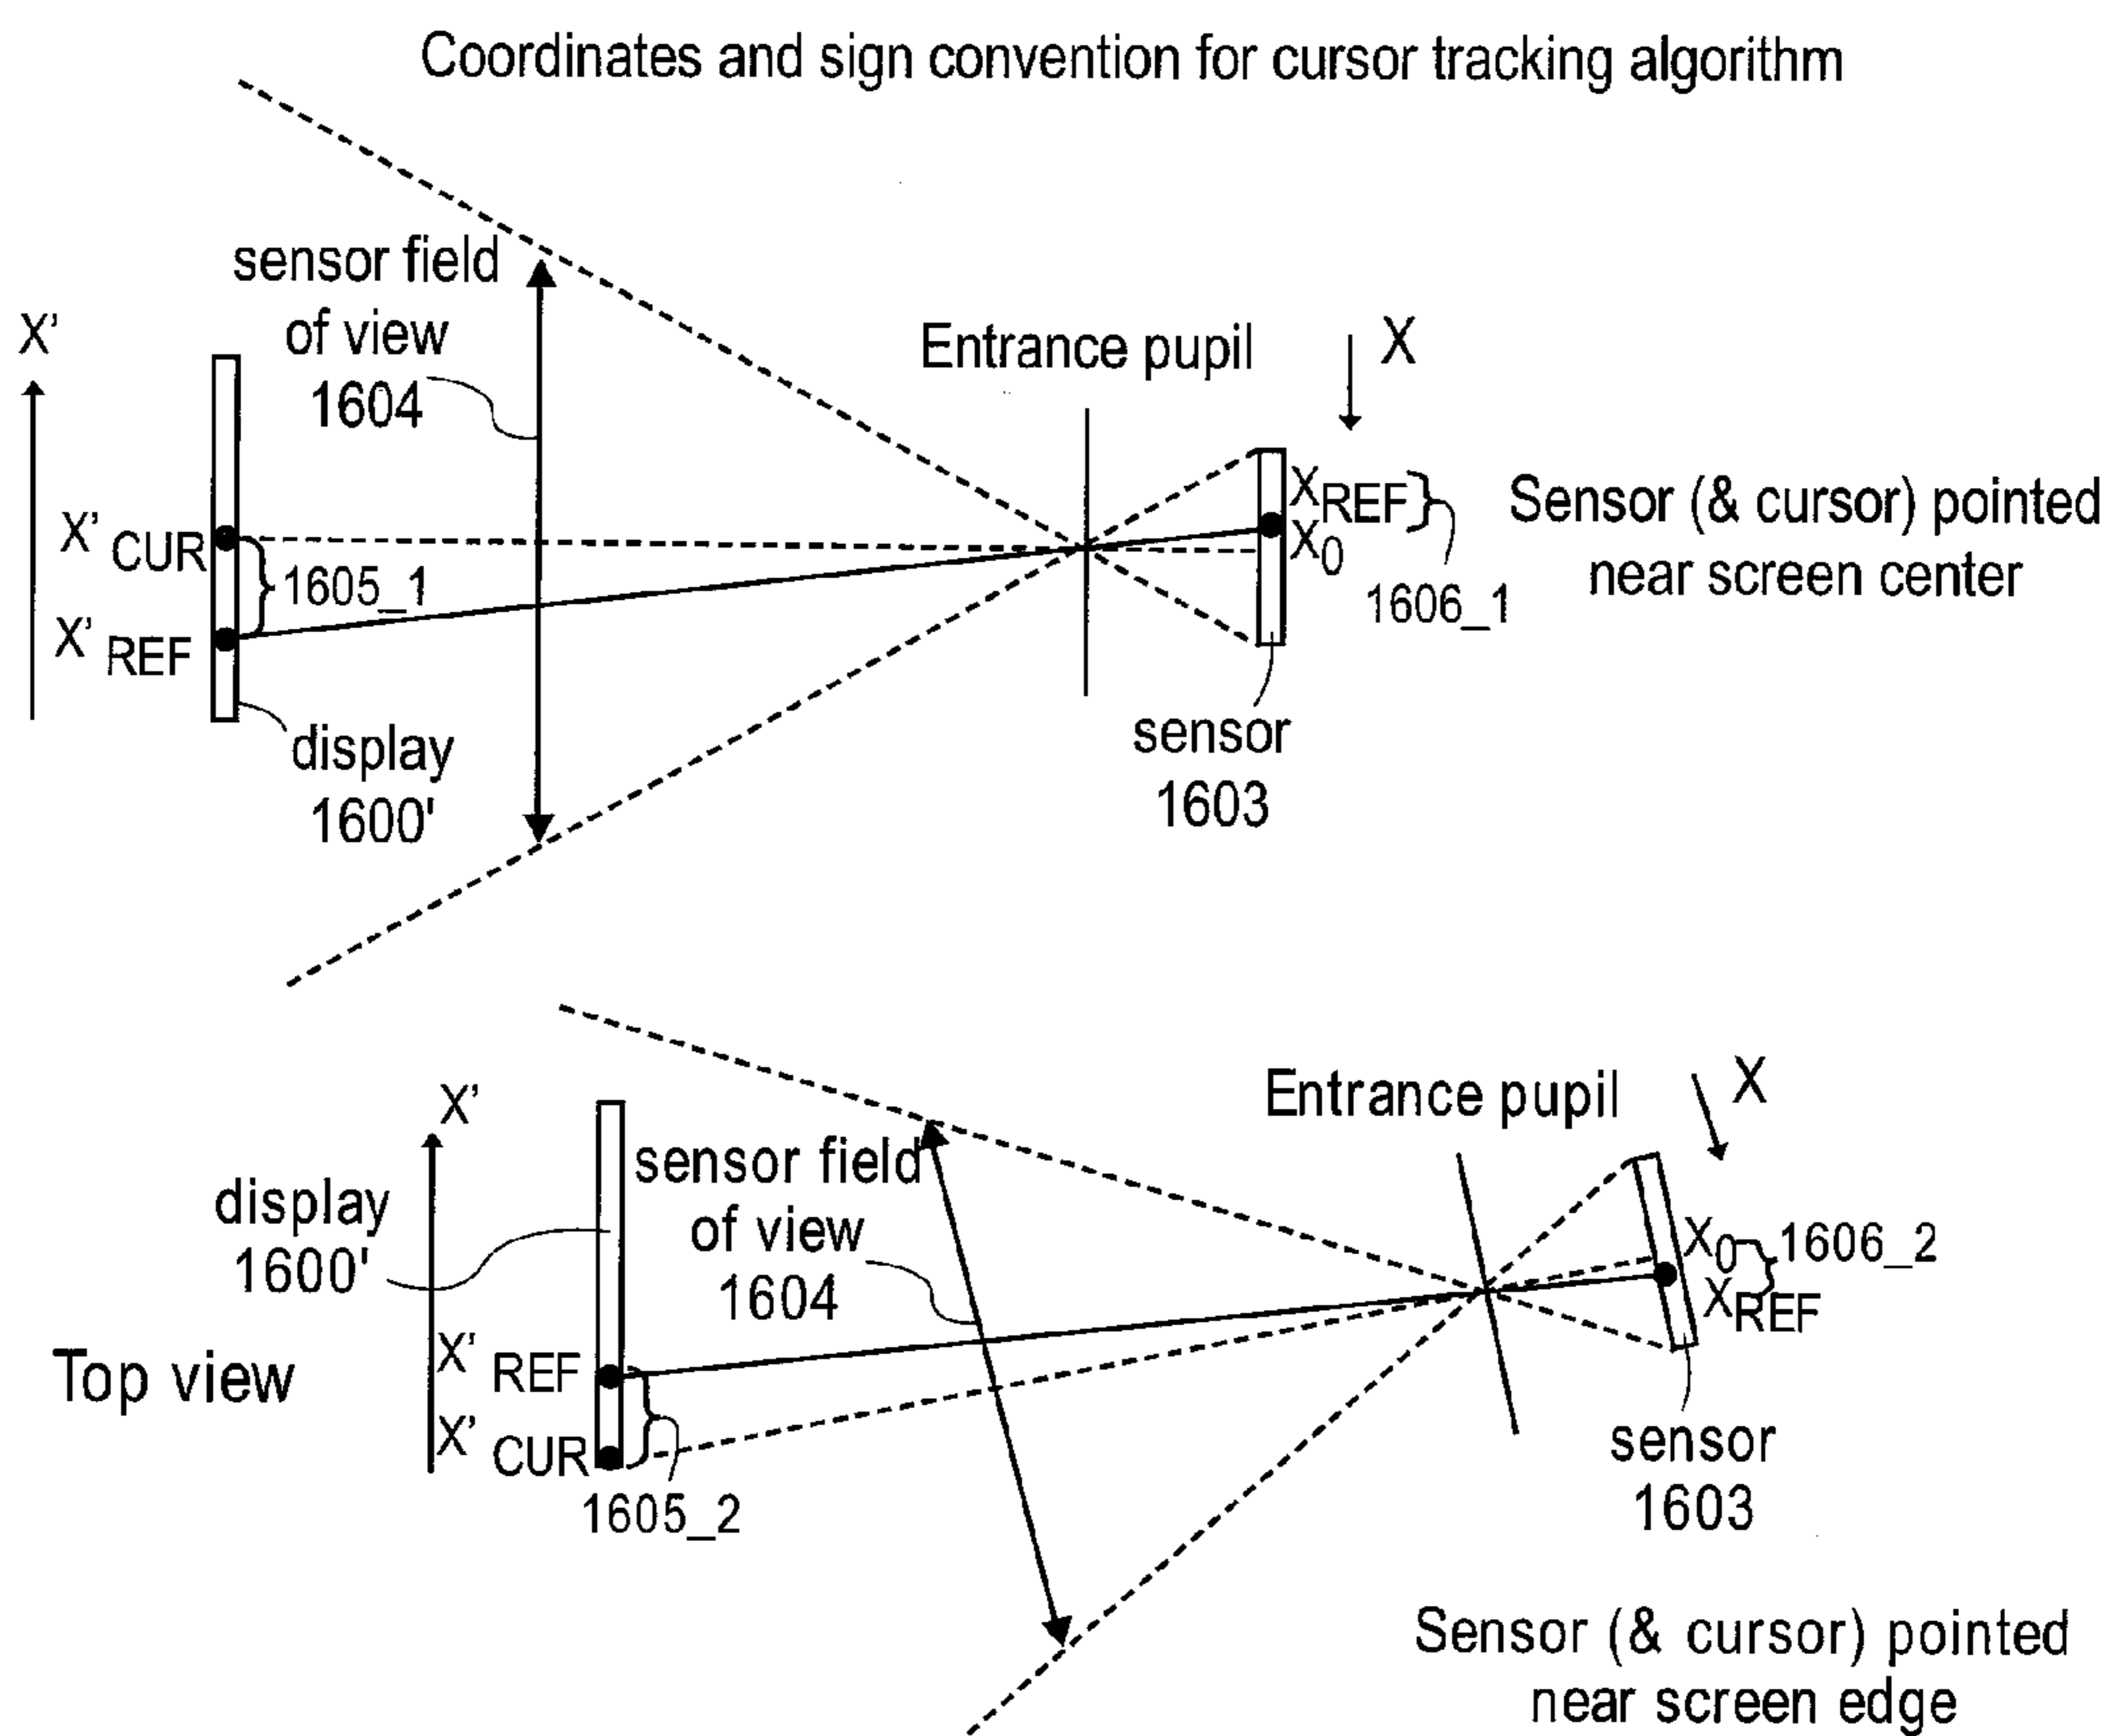 Coordinates and sign convention for cursor tracking algorithm
sensor field
of view
1604
X'
Entrance pupil
X
X' CUR
1605_1
X' REF
display
1600'
XREF
X0
1606_1
sensor
1603
Sensor (& cursor) pointed
near screen center
X'
display
1600'
sensor field
of view
1604
Entrance pupil
X
X0
1606_2
XREF
X' REF
X' CUR
1605_2
Top view
sensor
1603
Sensor (& cursor) pointed
near screen edge